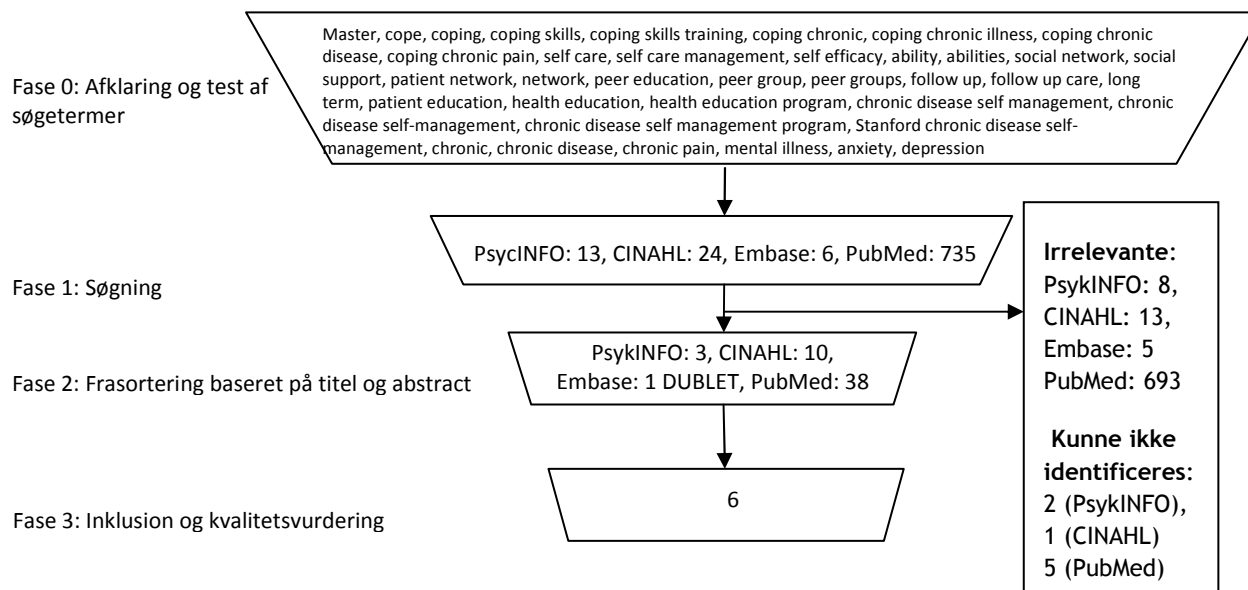 Master, cope, coping, coping skills, coping skills training, coping chronic, coping chronic illness, coping chronic
disease, coping chronic pain, self care, self care management, self efficacy, ability, abilities, social network, social
support, patient network, network, peer education, peer group, peer groups, follow up, follow up care, long
term, patient education, health education, health education program, chronic disease self management, chronic
disease self-management, chronic disease self management program, Stanford chronic disease self-
management, chronic, chronic disease, chronic pain, mental illness, anxiety, depression
Fase 0: Afklaring og test af
søgetermer
PsycINFO: 13, CINAHL: 24, Embase: 6, PubMed: 735
Fase 1: Søgning
PsykINFO: 3, CINAHL: 10,
Embase: 1 DUBLET, PubMed: 38
Fase 2: Frasortering baseret på titel og abstract
6
Fase 3: Inklusion og kvalitetsvurdering
Irrelevante:
PsykINFO: 8,
CINAHL: 13,
Embase: 5
PubMed: 693
Kunne ikke
identificeres:
2 (PsykINFO),
1 (CINAHL)
5 (PubMed)